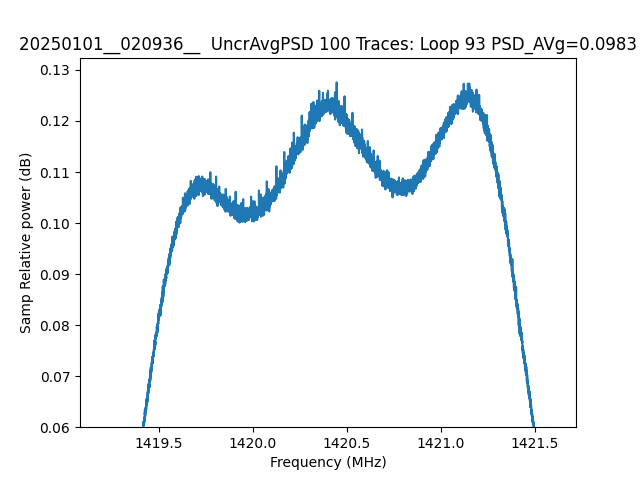 20250101__020936__  UncrAvgPSD 100 Traces: Loop 93 PSD_AVg=0.0983
0.13
0.12
0.11
0.10
0.09
0.08
0.07
0.06
Samp Relative power (dB)
1419.5 1420.0 1420.5 1421.0 1421.5
Frequency (MHz)